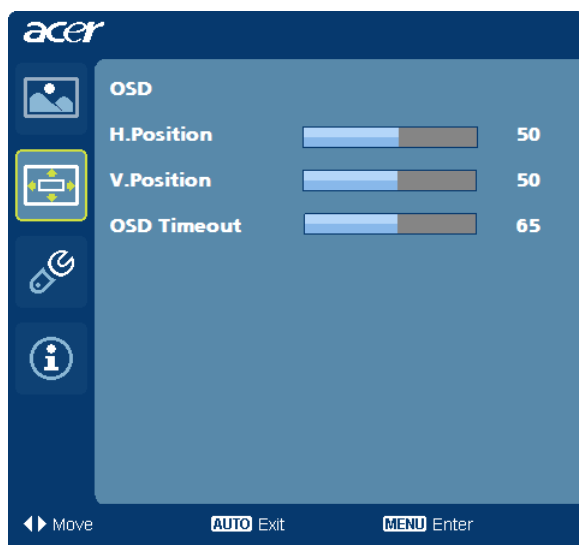 acer
OSD
H.Position 50
V.Position 50
OSD Timeout 65
Move AUTO Exit MENU Enter